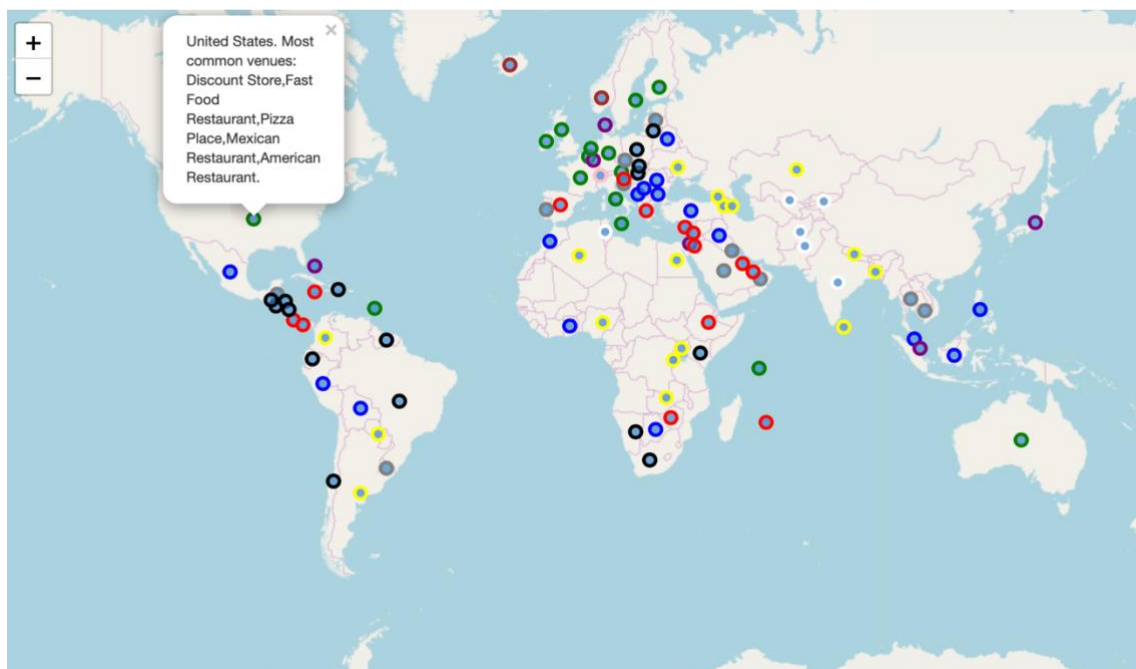 +
−
×
United States. Most
common venues:
Discount Store,Fast
Food
Restaurant,Pizza
Place,Mexican
Restaurant,American
Restaurant.